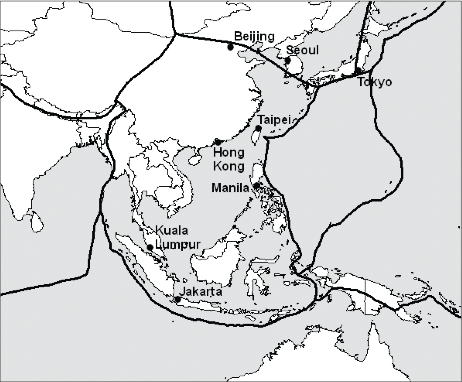 Beijing
Seoul
Tokyo
Taipei
Hong
Kong
Manila
Kuala
Lumpur
Jakarta